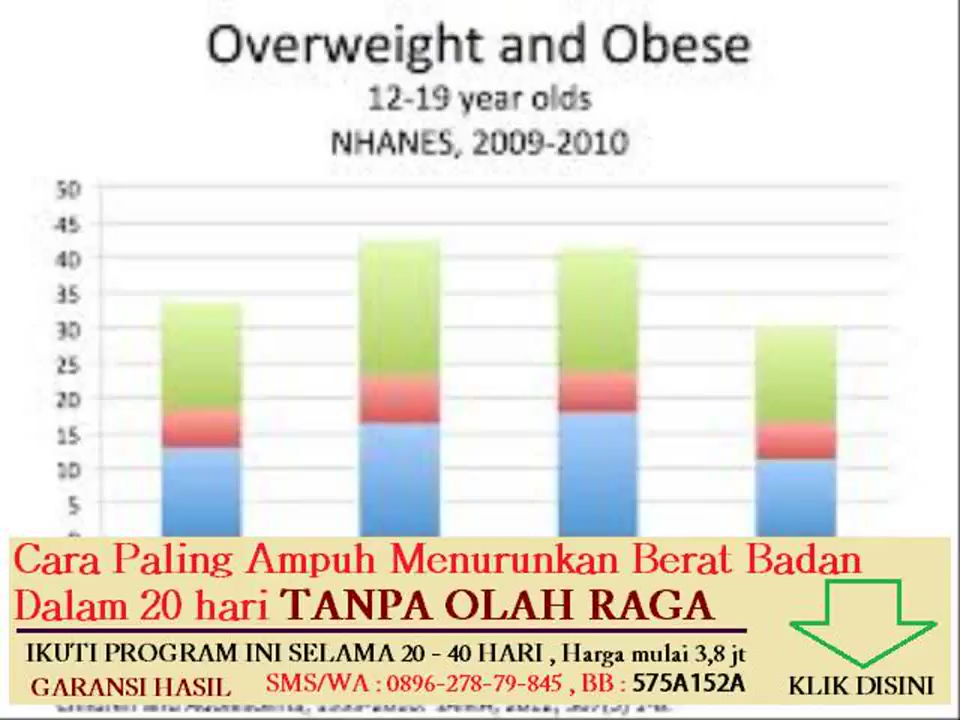 Overweight and Obese
12-19 year olds
NHANES, 2009-2010
50
45
40
35
30
25
20
15
10
5
Cara Paling Ampuh Menurunkan Berat Badan
Dalam 20 hari TANPA OLAH RAGA
IKUTI PROGRAM INI SELAMA 20 - 40 HARI , Harga mulai 3,8 jt
GARANSI HASIL SMS/WA : 0896-278-79-845 , BB : 575A152A
KLIK DISINI